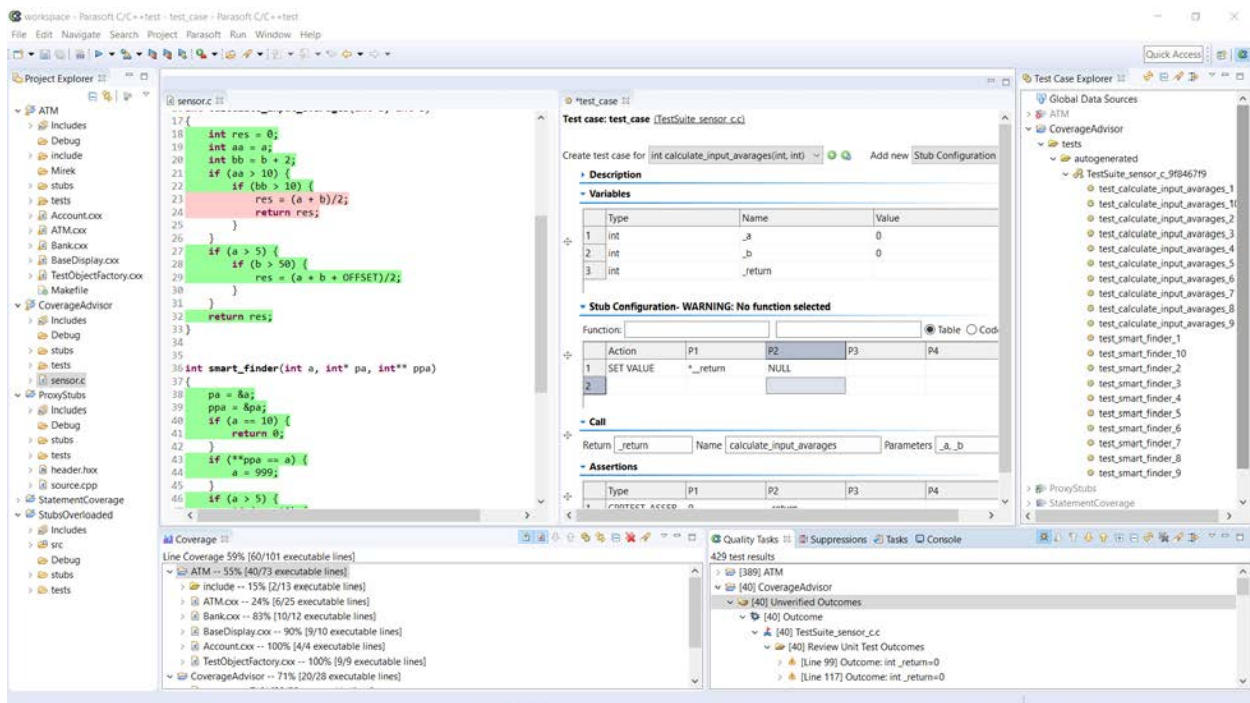 workspace - Parasoft C/C++test - test_case - Parasoft C/C++test
File Edit Navigate Search Project Parasoft Run Window Help
Quick Access
Project Explorer
ATM
Includes
Debug
include
Mirek
stubs
tests
Account.cxx
ATM.cxx
Bank.cxx
BaseDisplay.cxx
TestObjectFactory.cxx
Makefile
CoverageAdvisor
Includes
Debug
stubs
tests
sensor.c
ProxyStubs
Includes
Debug
stubs
tests
header.hxx
source.cpp
StatementCoverage
StubsOverloaded
Includes
src
Debug
stubs
tests
sensor.c
17 {
18 int res = 0;
19 int aa = a;
20 int bb = b + 2;
21 if (aa > 10) {
22 if (bb > 10) {
23 res = (a + b)/2;
24 return res;
25 }
26 }
27 if (a > 5) {
28 if (b > 50) {
29 res = (a + b + OFFSET)/2;
30 }
31 }
32 return res;
33 }
34
35
36 int smart_finder(int a, int* pa, int** ppa)
37 {
38 pa = &a;
39 ppa = &pa;
40 if (a == 10) {
41 return 0;
42 }
43 if (**ppa == a) {
44 a = 999;
45 }
46 if (a > 5) {
*test_case
Test case: test_case (TestSuite_sensor_c.c)
Create test case for int calculate_input_avarages(int, int) Add new Stub Configuration
Description
Variables
Type Name Value
1 int _a 0
2 int _b 0
3 int _return
Stub Configuration- WARNING: No function selected
Function: Table Cod
Action P1 P2 P3 P4
1 SET VALUE *__return NULL
2
Call
Return _return Name calculate_input_avarages Parameters _a, _b
Assertions
Type P1 P2 P3 P4
1 CPPTEST_ASSER 0 _return
Test Case Explorer
Global Data Sources
ATM
CoverageAdvisor
tests
autogenerated
TestSuite_sensor_c_9f8467f9
test_calculate_input_avarages_1
test_calculate_input_avarages_10
test_calculate_input_avarages_2
test_calculate_input_avarages_3
test_calculate_input_avarages_4
test_calculate_input_avarages_5
test_calculate_input_avarages_6
test_calculate_input_avarages_7
test_calculate_input_avarages_8
test_calculate_input_avarages_9
test_smart_finder_1
test_smart_finder_10
test_smart_finder_2
test_smart_finder_3
test_smart_finder_4
test_smart_finder_5
test_smart_finder_6
test_smart_finder_7
test_smart_finder_8
test_smart_finder_9
ProxyStubs
StatementCoverage
Coverage
Line Coverage 59% [60/101 executable lines]
ATM -- 55% [40/73 executable lines]
include -- 15% [2/13 executable lines]
ATM.cxx -- 24% [6/25 executable lines]
Bank.cxx -- 83% [10/12 executable lines]
BaseDisplay.cxx -- 90% [9/10 executable lines]
Account.cxx -- 100% [4/4 executable lines]
TestObjectFactory.cxx -- 100% [9/9 executable lines]
CoverageAdvisor -- 71% [20/28 executable lines]
Quality Tasks Suppressions Tasks Console
429 test results
[389] ATM
[40] CoverageAdvisor
[40] Unverified Outcomes
[40] Outcome
[40] TestSuite_sensor_c.c
[40] Review Unit Test Outcomes
[Line 99] Outcome: int _return=0
[Line 117] Outcome: int _return=0